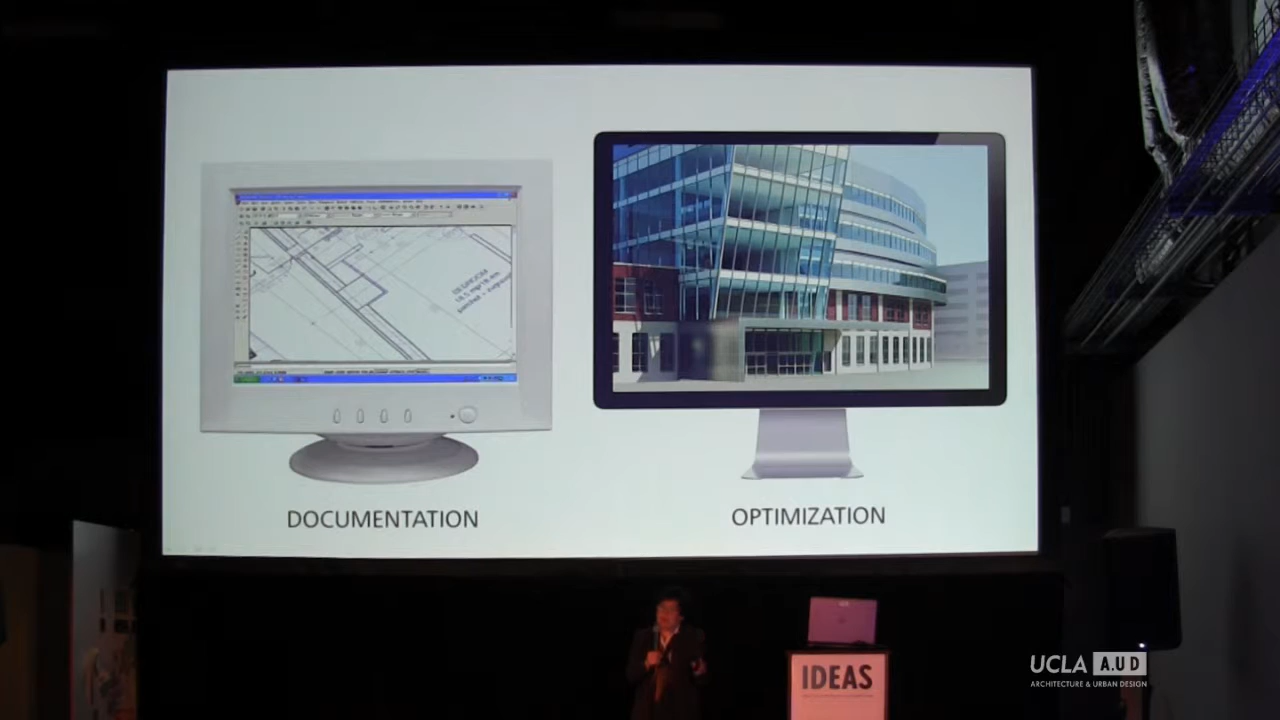 DOCUMENTATION
OPTIMIZATION
IDEAS
UCLA A.UD
ARCHITECTURE & URBAN DESIGN